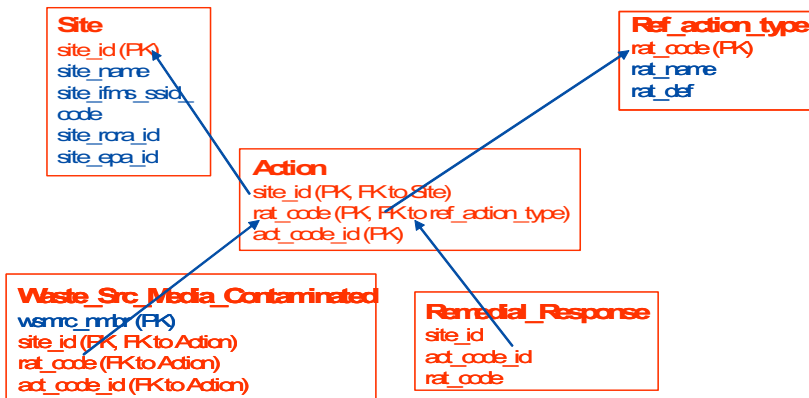 Site
site_id (PK)
site_name
site_ifms_ssid_
code
site_rcra_id
site_epa_id
Ref_action_type
rat_code (PK)
rat_name
rat_def
Action
site_id (PK, FK to Site)
rat_code (PK, FK to ref_action_type)
act_code_id (PK)
Waste_Src_Media_Contaminated
wsmrc_nmbr (PK)
site_id (PK, FK to Action)
rat_code (FK to Action)
act_code_id (FK to Action)
Remedial_Response
site_id
act_code_id
rat_code